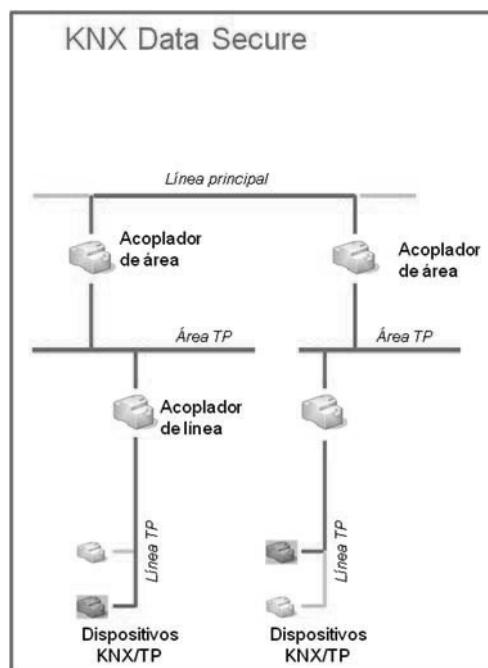 KNX Data Secure
Línea principal
Acoplador
de área
Acoplador
de área
Área TP
Área TP
Acoplador
de línea
Línea TP
Línea TP
Dispositivos
KNX/TP
Dispositivos
KNX/TP